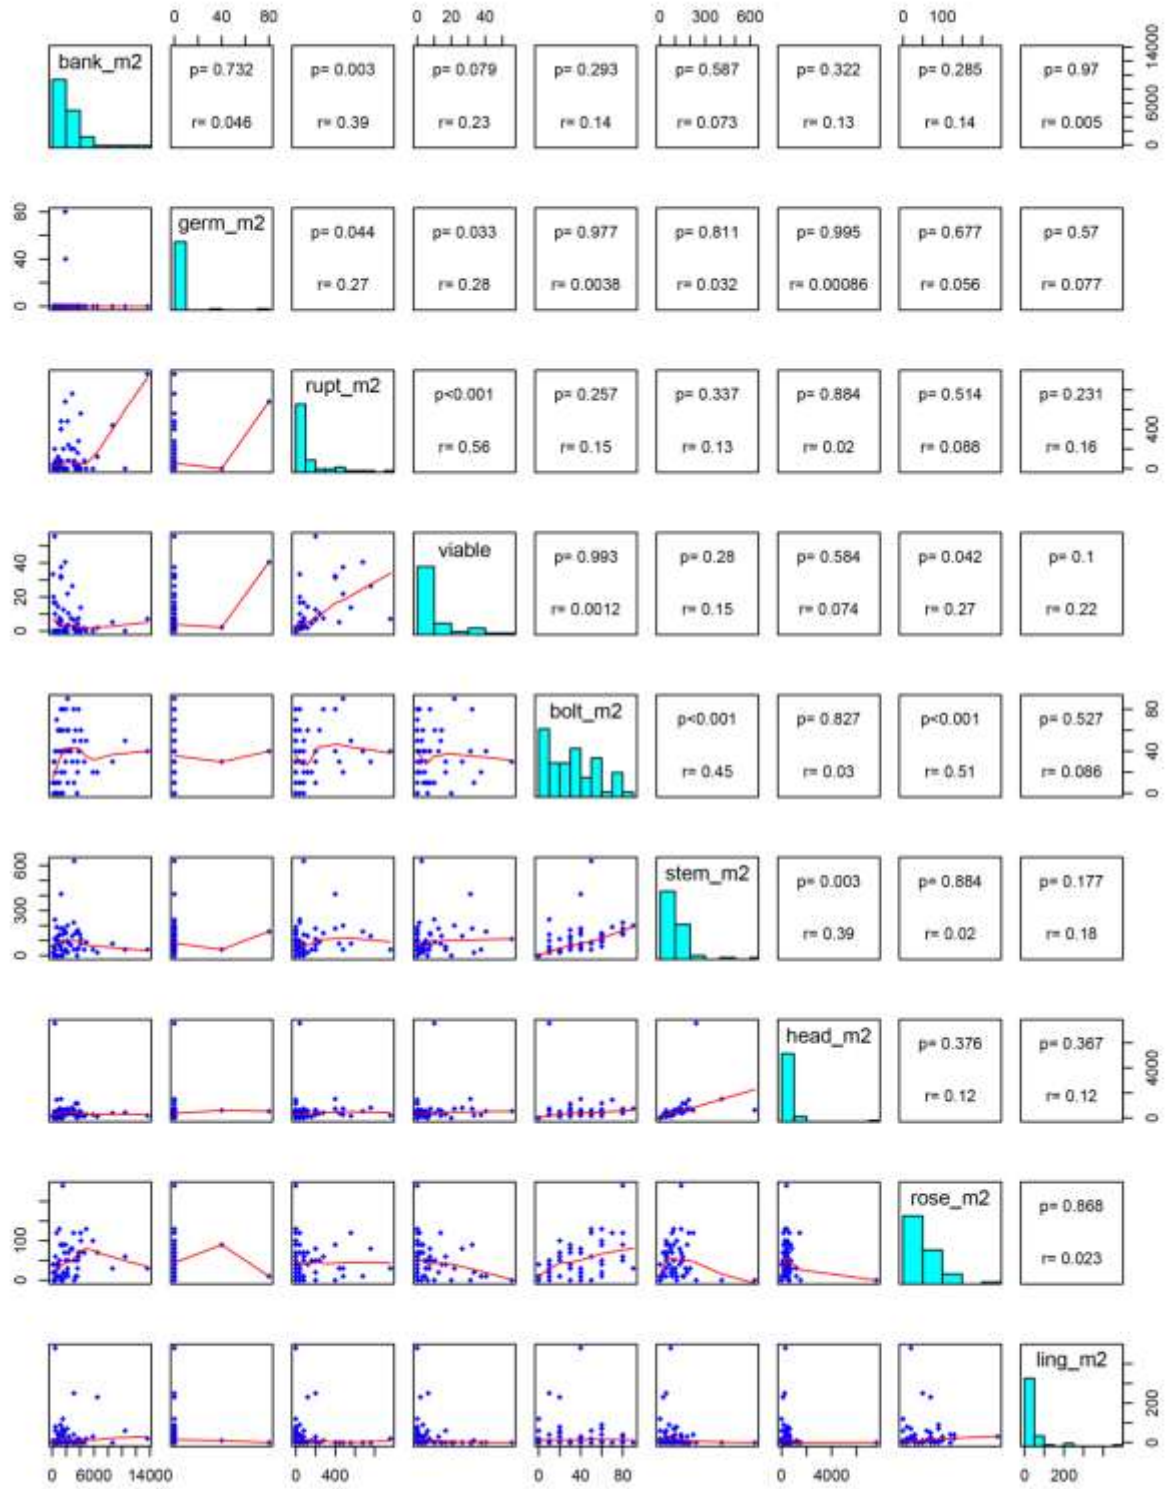 0 40 80 0 20 40 0 300 600 0 100
bank_m2 p= 0.732 p= 0.003 p= 0.079 p= 0.293 p= 0.587 p= 0.322 p= 0.285 p= 0.97
r= 0.046 r= 0.39 r= 0.23 r= 0.14 r= 0.073 r= 0.13 r= 0.14 r= 0.005
0 6000 14000
germ_m2 p= 0.044 p= 0.033 p= 0.977 p= 0.811 p= 0.995 p= 0.677 p= 0.57
r= 0.27 r= 0.28 r= 0.0038 r= 0.032 r= 0.00086 r= 0.056 r= 0.077
0 40 80
rupt_m2 p<0.001 p= 0.257 p= 0.337 p= 0.884 p= 0.514 p= 0.231
r= 0.56 r= 0.15 r= 0.13 r= 0.02 r= 0.088 r= 0.16
0 400
viable p= 0.993 p= 0.28 p= 0.584 p= 0.042 p= 0.1
r= 0.0012 r= 0.15 r= 0.074 r= 0.27 r= 0.22
0 20 40
bolt_m2 p<0.001 p= 0.827 p<0.001 p= 0.527
r= 0.45 r= 0.03 r= 0.51 r= 0.086
0 40 80
stem_m2 p= 0.003 p= 0.884 p= 0.177
r= 0.39 r= 0.02 r= 0.18
0 300 600
head_m2 p= 0.376 p= 0.367
r= 0.12 r= 0.12
0 4000
rose_m2 p= 0.868
r= 0.023
0 100
ling_m2
0 200
0 6000 14000 0 400 0 40 80 0 4000 0 200